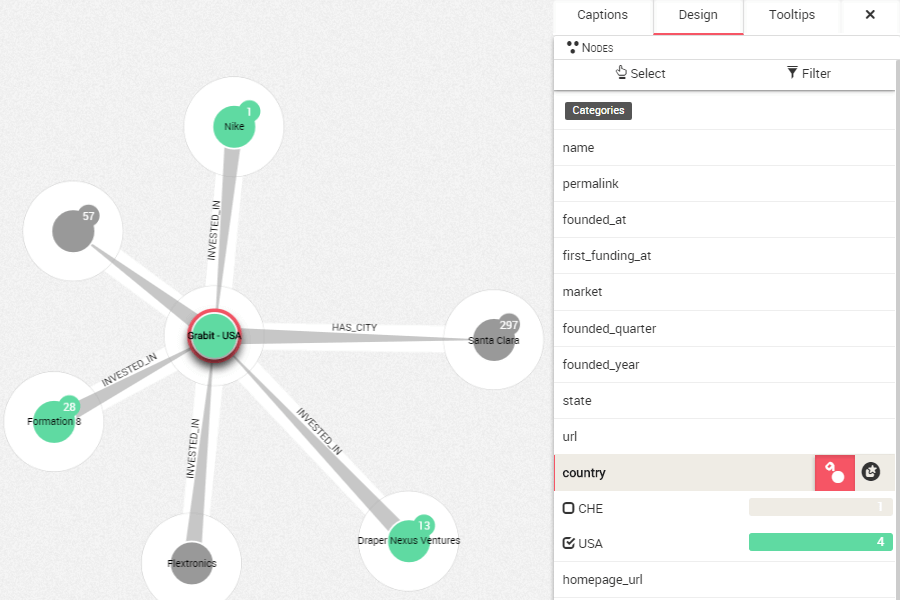 Captions
Design
Tooltips
×
NODES
Select
Filter
Categories
name
permalink
founded_at
first_funding_at
market
founded_quarter
founded_year
state
url
country
CHE
1
USA
4
homepage_url
1
Nike
57
INVESTED_IN
Grabit - USA
HAS_CITY
297
Santa Clara
INVESTED_IN
28
Formation 8
INVESTED_IN
INVESTED_IN
13
Draper Nexus Ventures
Flextronics